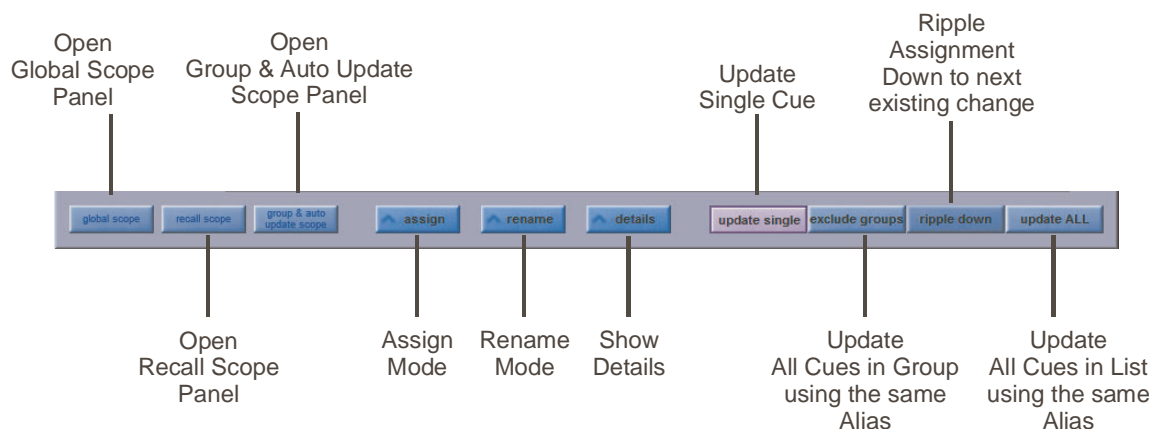 Open
Global Scope
Panel
Open
Group & Auto Update
Scope Panel
Update
Single Cue
Ripple
Assignment
Down to next
existing change
global scope
recall scope
group & auto
update scope
assign
rename
details
update single
exclude groups
ripple down
update ALL
Open
Recall Scope
Panel
Assign
Mode
Rename
Mode
Show
Details
Update
All Cues in Group
using the same
Alias
Update
All Cues in List
using the same
Alias